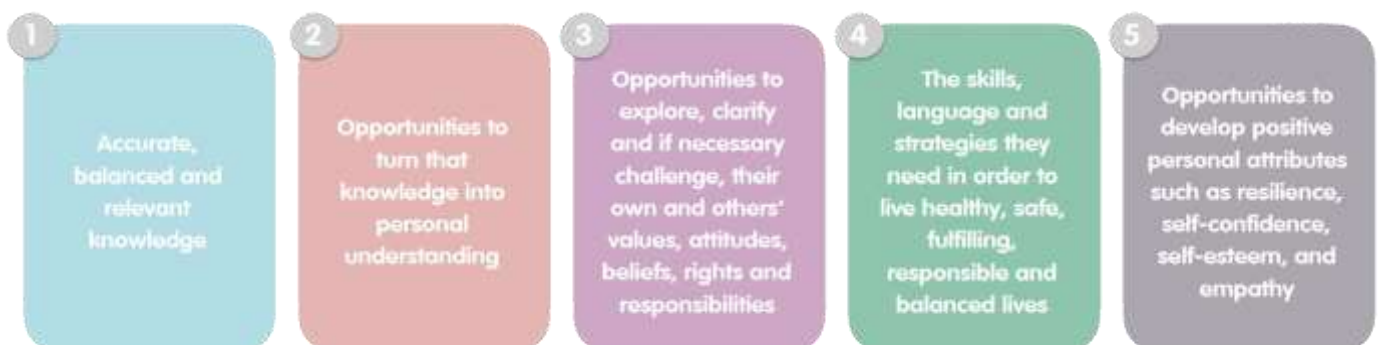 1
Accurate,
balanced and
relevant
knowledge
2
Opportunities to
turn that
knowledge into
personal
understanding
3
Opportunities to
explore, clarify
and if necessary
challenge, their
own and others'
values, attitudes,
beliefs, rights and
responsibilities
4
The skills,
language and
strategies they
need in order to
live healthy, safe,
fulfilling,
responsible and
balanced lives
5
Opportunities to
develop positive
personal attributes
such as resilience,
self-confidence,
self-esteem, and
empathy